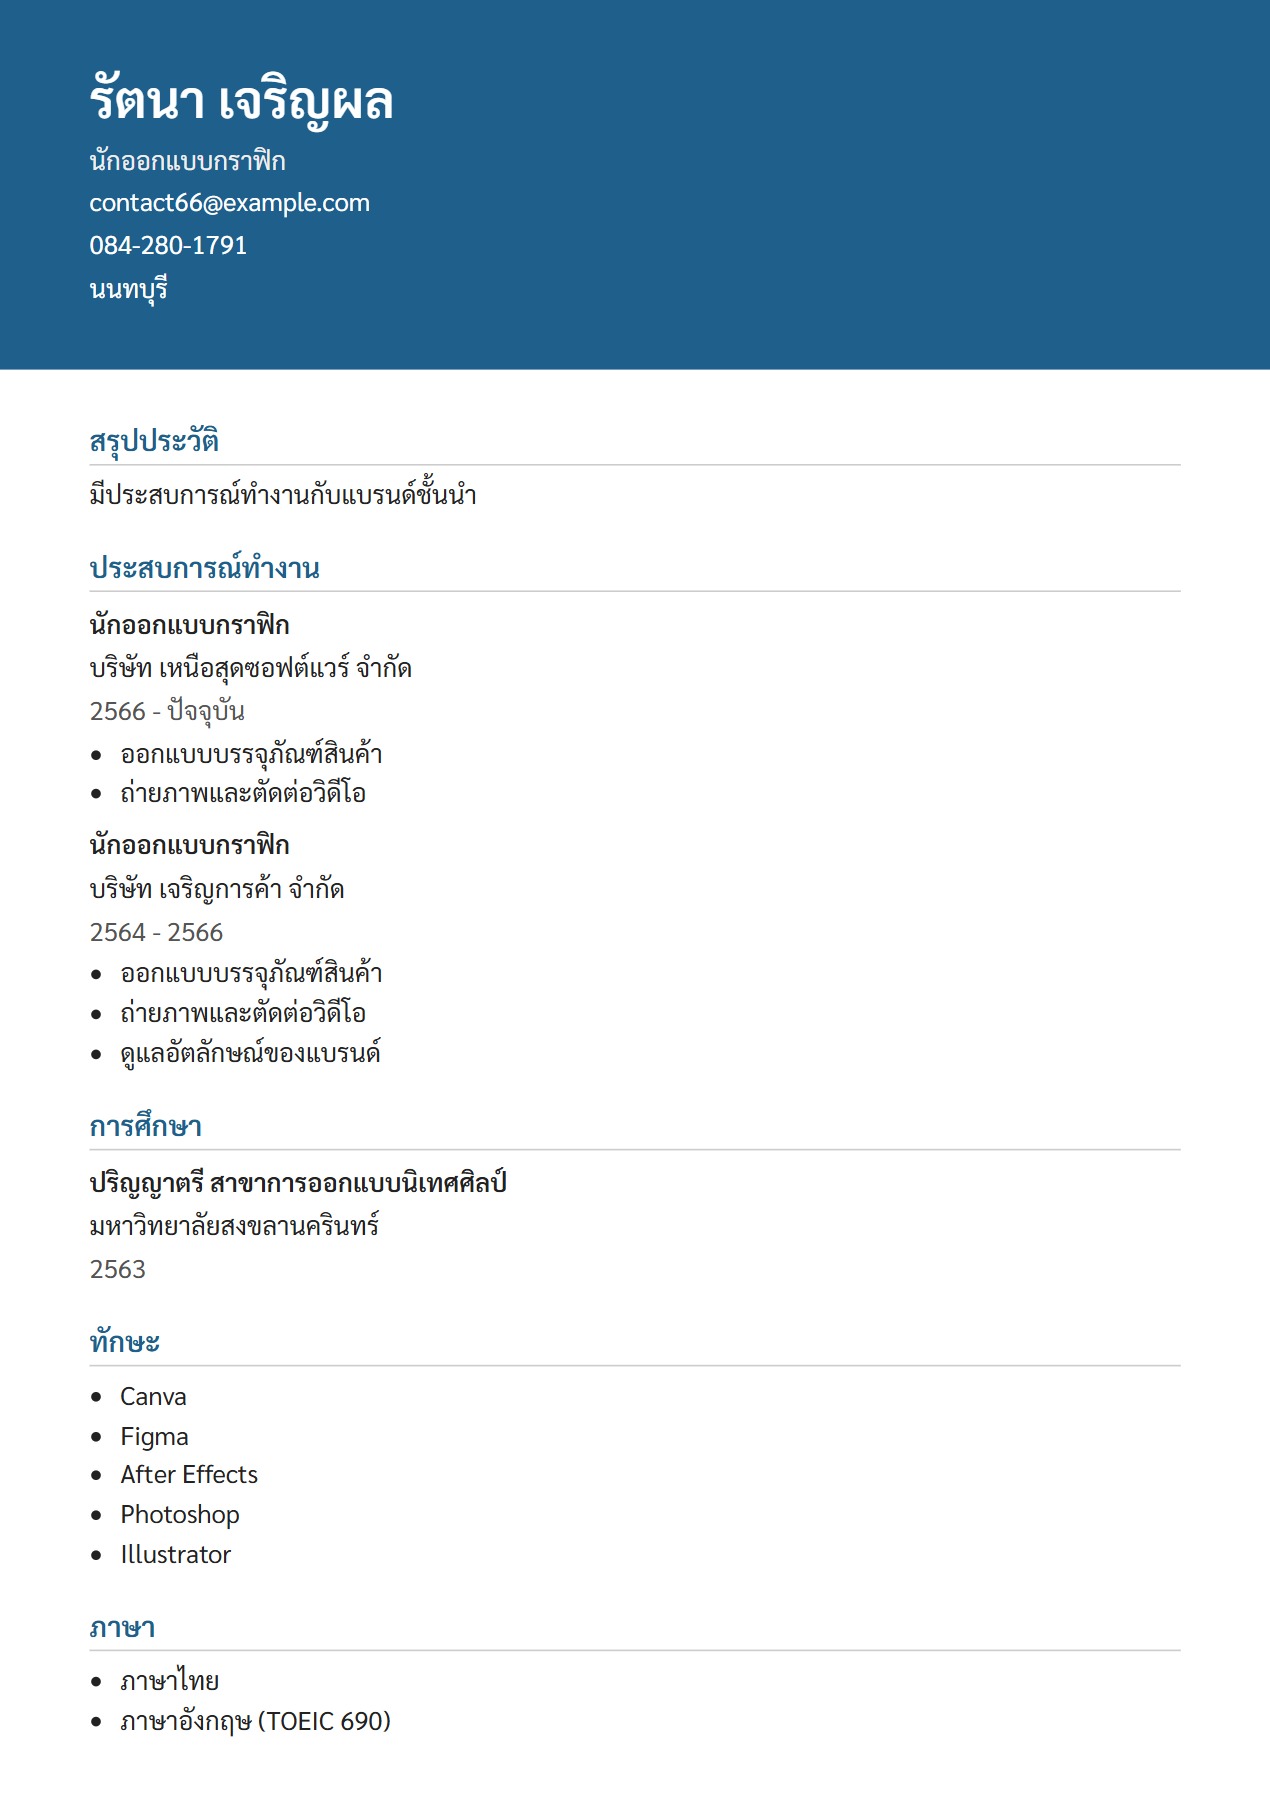 รัตนา เจริญผล
นักออกแบบกราฟิก
contact66@example.com
084-280-1791
นนทบุรี
สรุปประวัติ
มีประสบการณ์ทำงานกับแบรนด์ชั้นนำ
ประสบการณ์ทำงาน
นักออกแบบกราฟิก
บริษัท เหนือสุดซอฟต์แวร์ จำกัด
2566 - ปัจจุบัน
• ออกแบบบรรจุภัณฑ์สินค้า
• ถ่ายภาพและตัดต่อวิดีโอ
นักออกแบบกราฟิก
บริษัท เจริญการค้า จำกัด
2564 - 2566
• ออกแบบบรรจุภัณฑ์สินค้า
• ถ่ายภาพและตัดต่อวิดีโอ
• ดูแลอัตลักษณ์ของแบรนด์
การศึกษา
ปริญญาตรี สาขาการออกแบบนิเทศศิลป์
มหาวิทยาลัยสงขลานครินทร์
2563
ทักษะ
• Canva
• Figma
• After Effects
• Photoshop
• Illustrator
ภาษา
• ภาษาไทย
• ภาษาอังกฤษ (TOEIC 690)